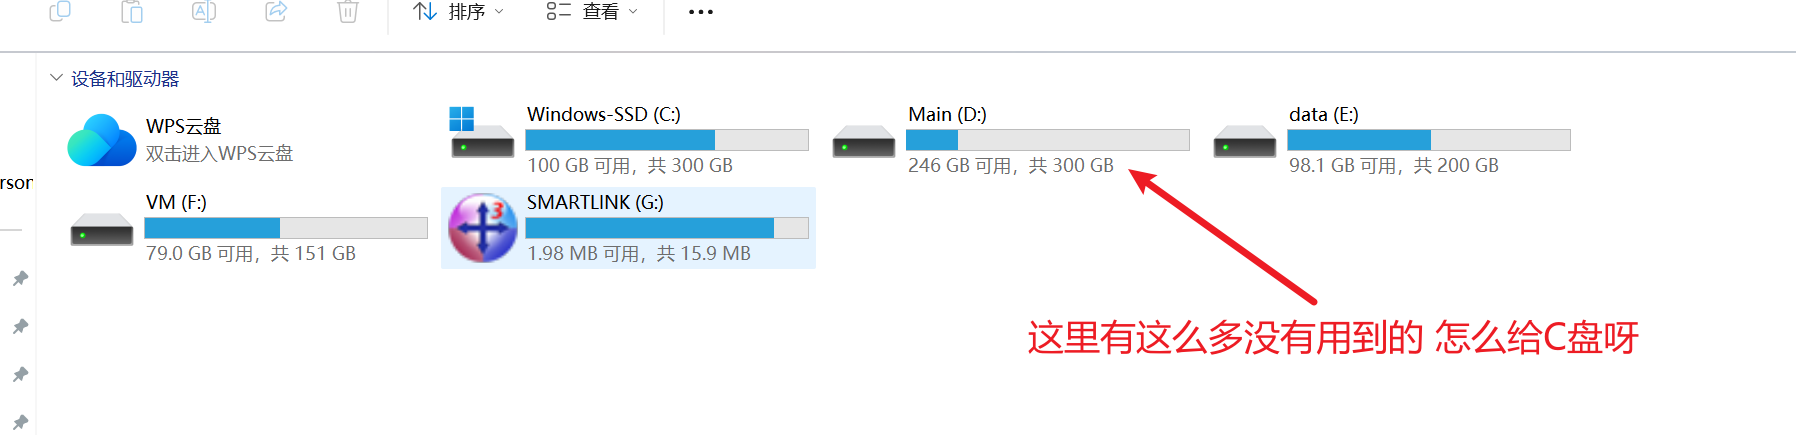 排序
查看
rson
设备和驱动器
WPS云盘
双击进入WPS云盘
Windows-SSD (C:)
100 GB 可用，共 300 GB
Main (D:)
246 GB 可用，共 300 GB
data (E:)
98.1 GB 可用，共 200 GB
VM (F:)
79.0 GB 可用，共 151 GB
3
SMARTLINK (G:)
1.98 MB 可用，共 15.9 MB
这里有这么多没有用到的 怎么给C盘呀